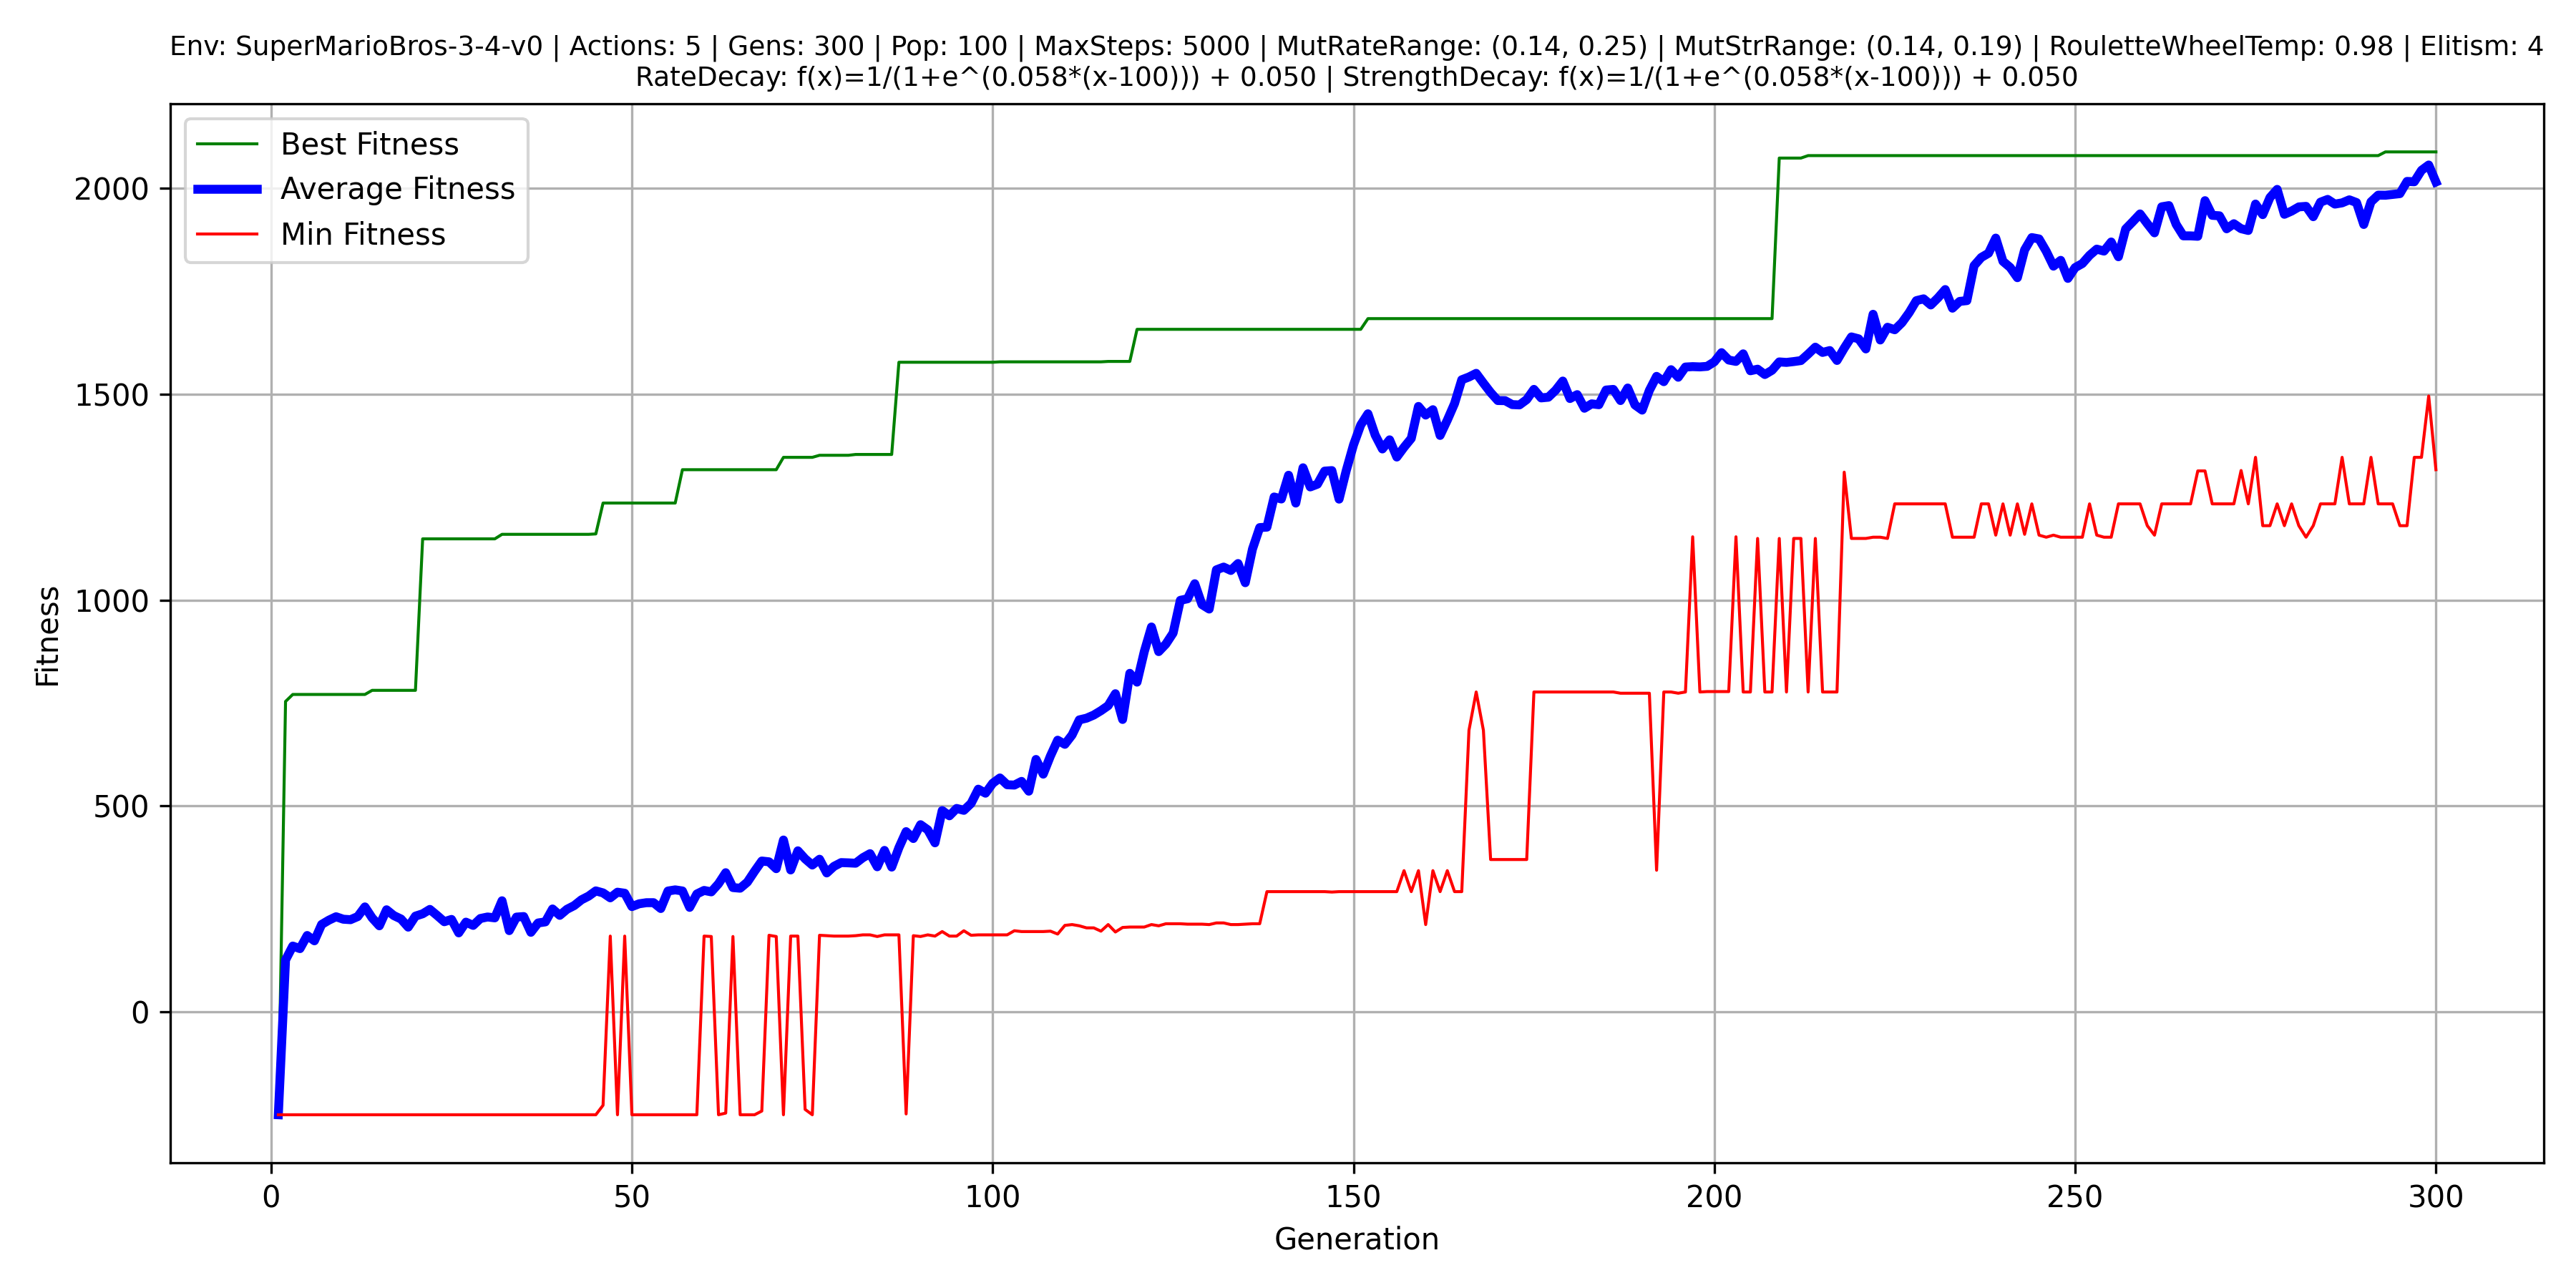 Env: SuperMarioBros-3-4-v0 | Actions: 5 | Gens: 300 | Pop: 100 | MaxSteps: 5000 | MutRateRange: (0.14, 0.25) | MutStrRange: (0.14, 0.19) | RouletteWheelTemp: 0.98 | Elitism: 4
RateDecay: f(x)=1/(1+e^(0.058*(x-100))) + 0.050 | StrengthDecay: f(x)=1/(1+e^(0.058*(x-100))) + 0.050
Best Fitness
Average Fitness
Min Fitness
2000
1500
1000
500
0
Fitness
0 50 100 150 200 250 300
Generation